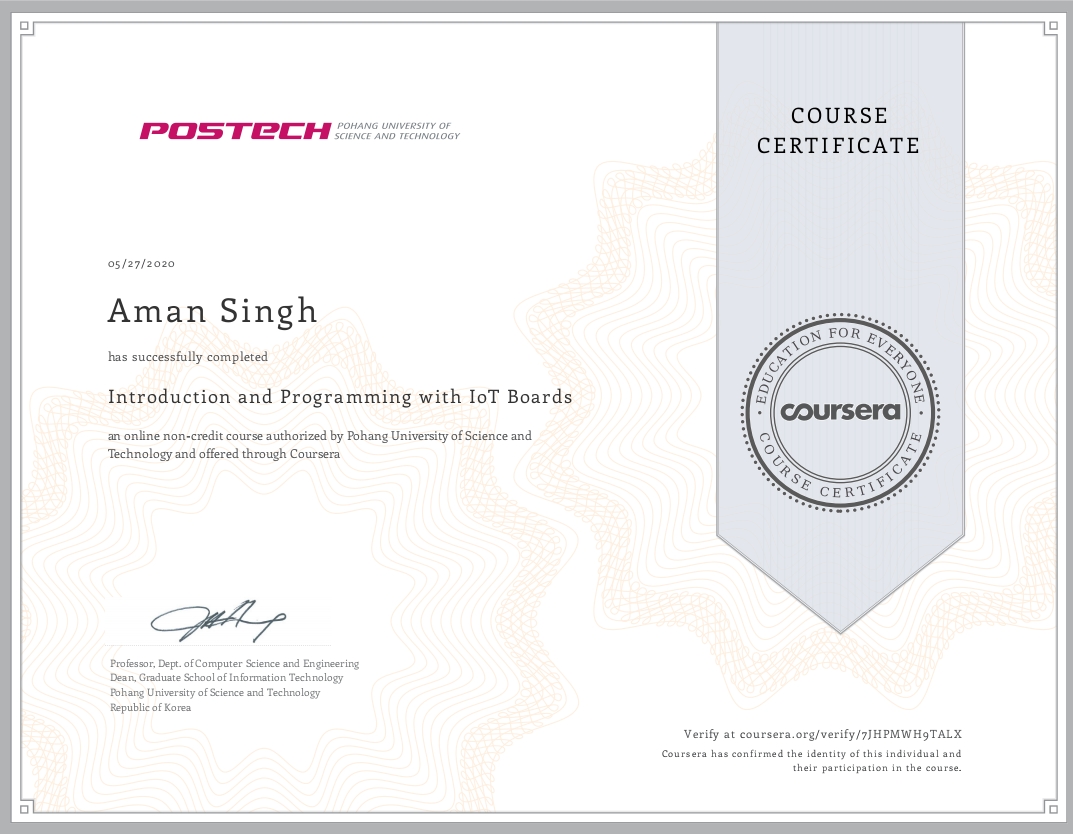 POSTECH POHANG UNIVERSITY OF
SCIENCE AND TECHNOLOGY
COURSE
CERTIFICATE
05/27/2020
Aman Singh
has successfully completed
Introduction and Programming with IoT Boards
an online non-credit course authorized by Pohang University of Science and
Technology and offered through Coursera
EDUCATION FOR EVERYONE
coursera
COURSE CERTIFICATE
Professor, Dept. of Computer Science and Engineering
Dean, Graduate School of Information Technology
Pohang University of Science and Technology
Republic of Korea
Verify at coursera.org/verify/7JHPMWH9TALX
Coursera has confirmed the identity of this individual and
their participation in the course.